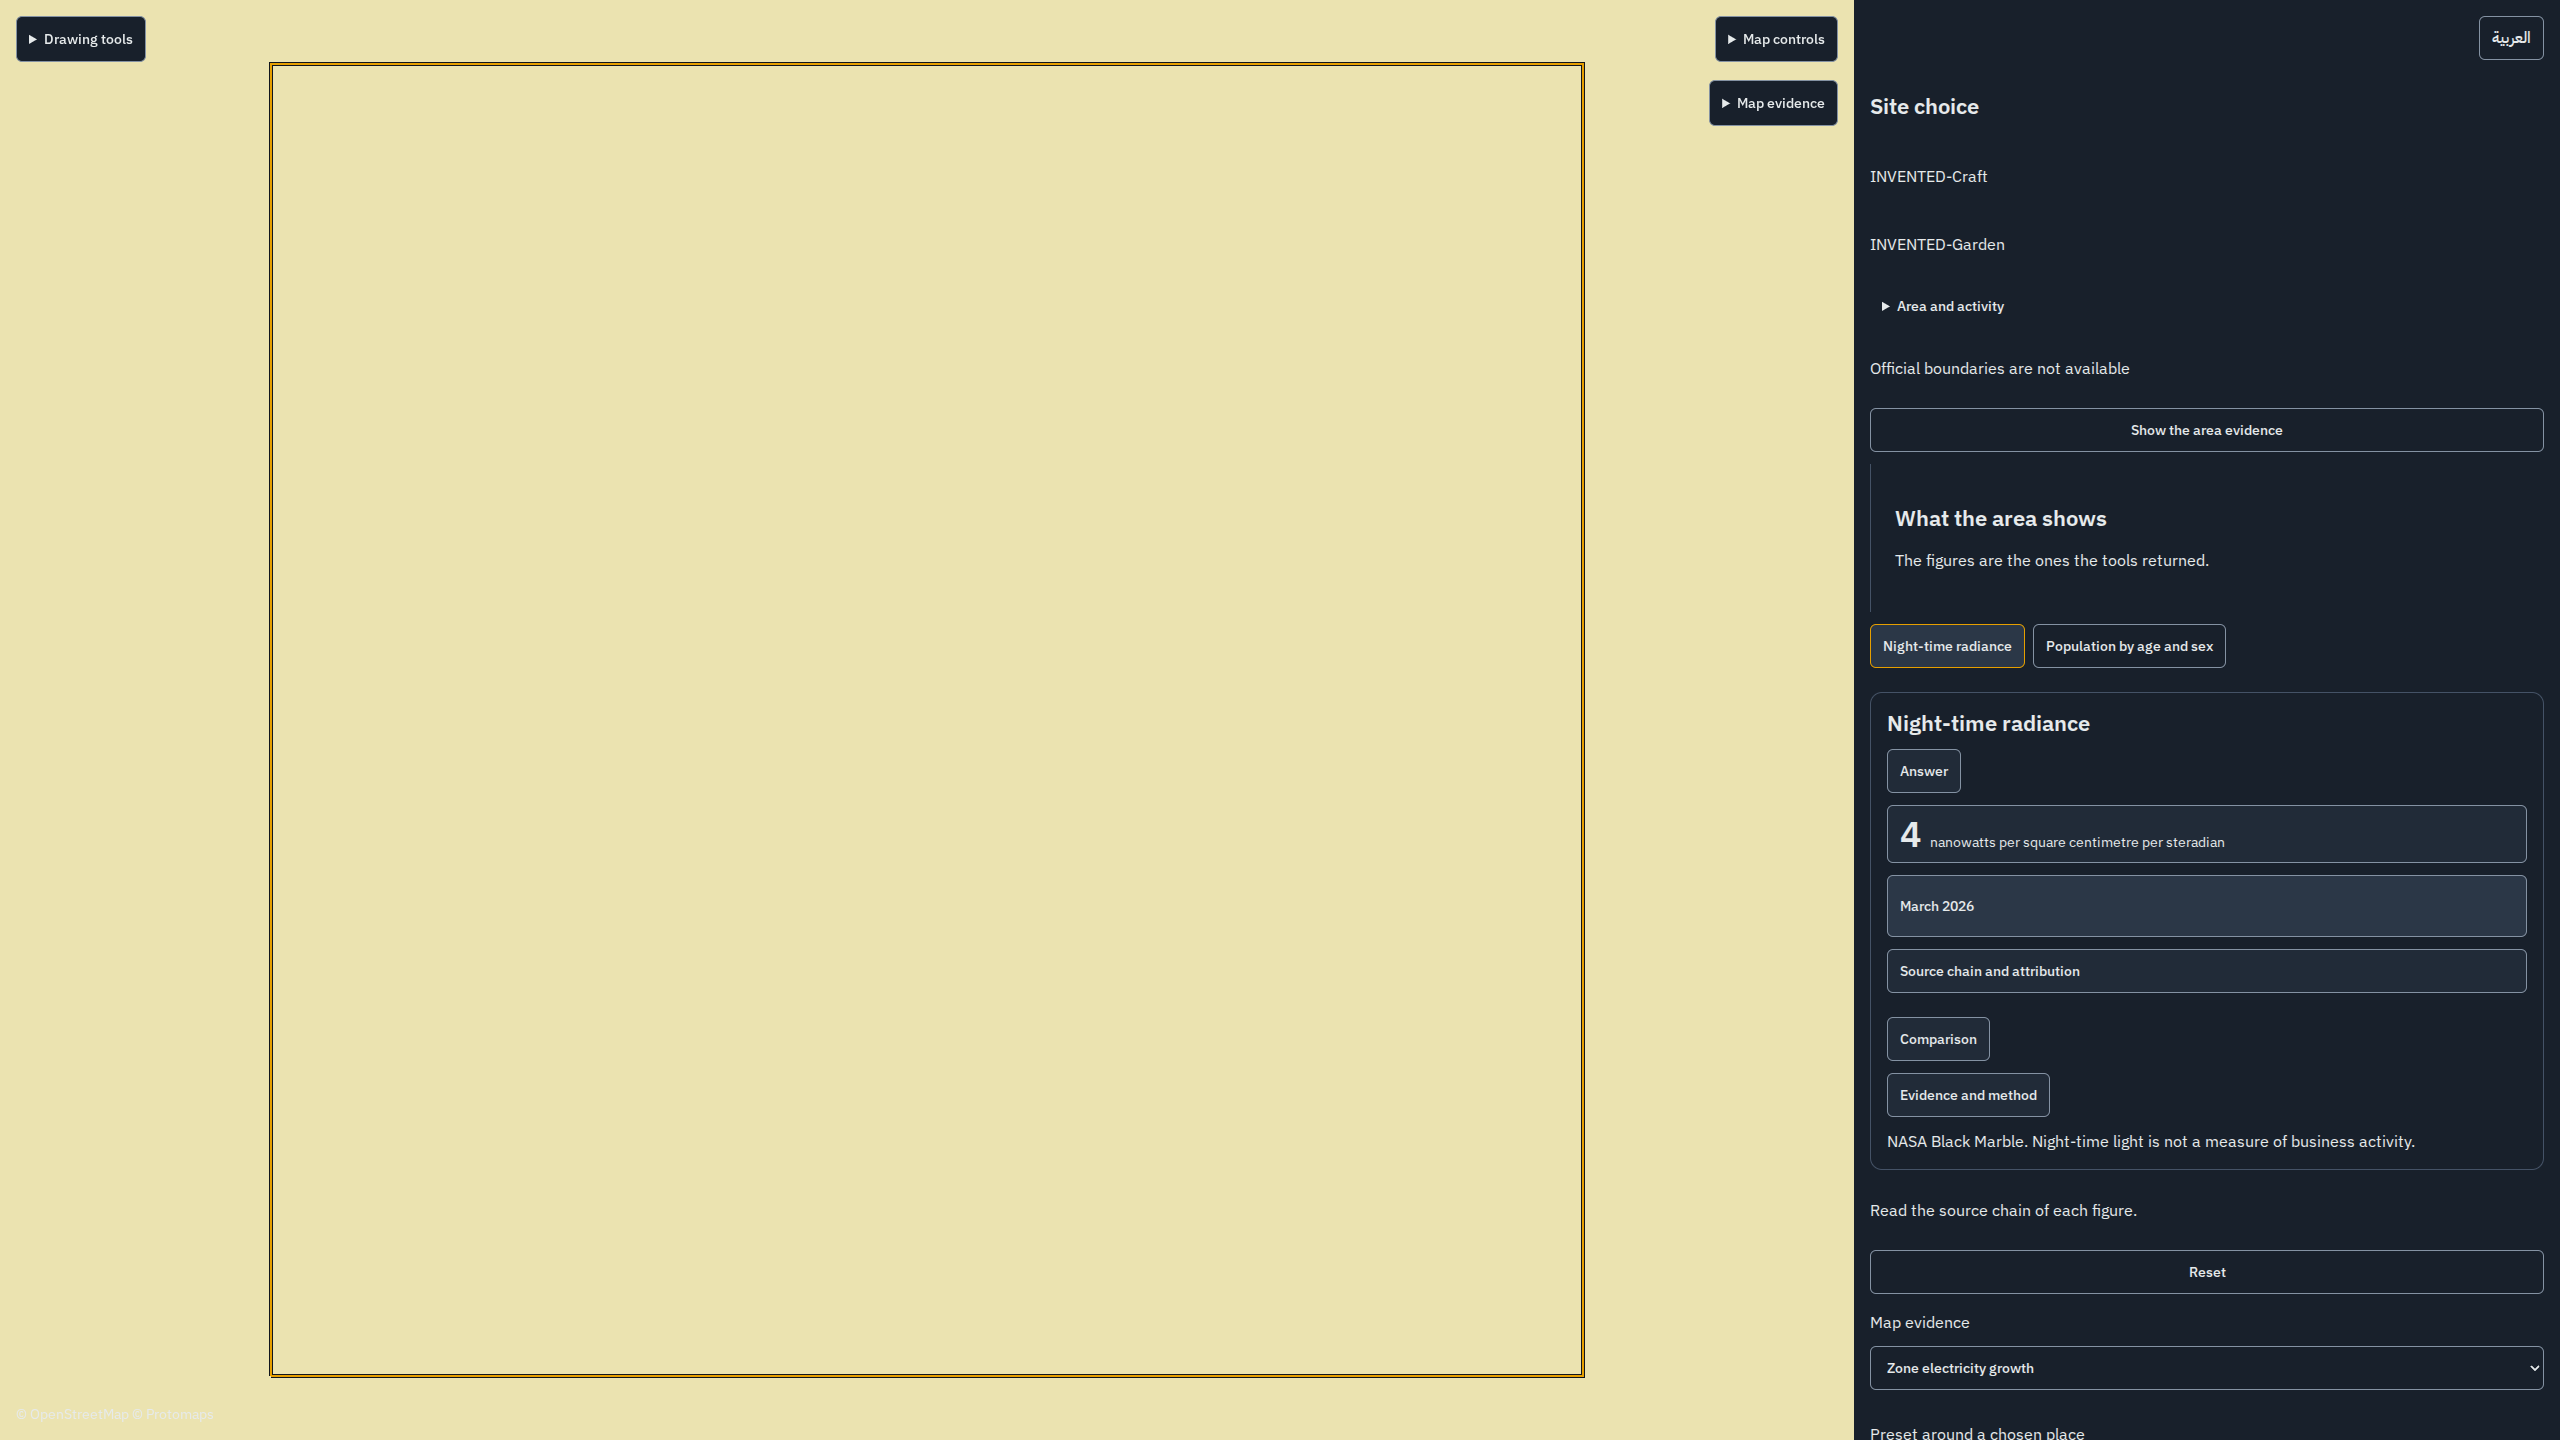 Drawing tools
Map controls
Map evidence
© OpenStreetMap © Protomaps
العربية
Site choice
INVENTED-Craft
INVENTED-Garden
Area and activity
Official boundaries are not available
Show the area evidence
What the area shows
The figures are the ones the tools returned.
Night-time radiance
Population by age and sex
Night-time radiance
Answer
4 nanowatts per square centimetre per steradian
March 2026
Source chain and attribution
Comparison
Evidence and method
NASA Black Marble. Night-time light is not a measure of business activity.
Read the source chain of each figure.
Reset
Map evidence
Zone electricity growth
Preset around a chosen place